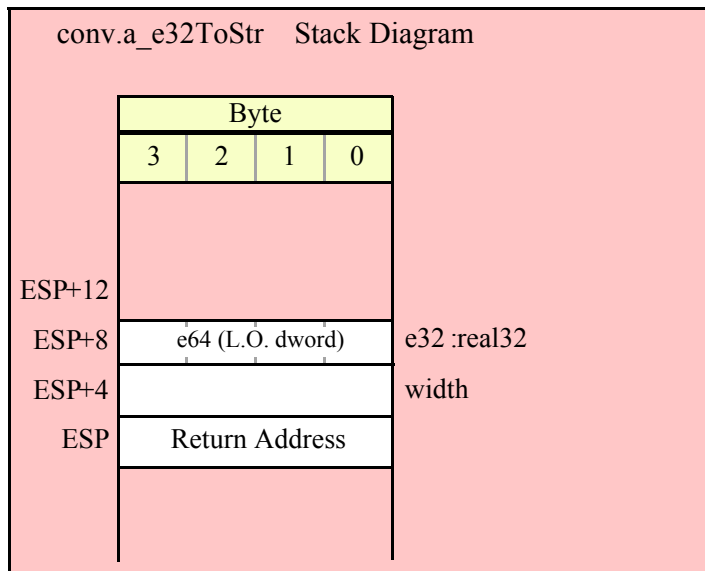 conv.a_e32ToStr Stack Diagram
Byte
3 2 1 0
ESP+12
ESP+8 e64 (L.O. dword) e32 :real32
ESP+4 width
ESP Return Address